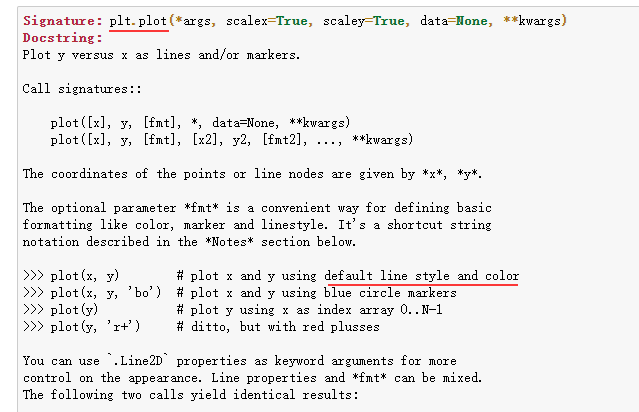 Signature: plt.plot(*args, scalex=True, scaley=True, data=None, **kwargs)
Docstring:
Plot y versus x as lines and/or markers.
Call signatures::
plot([x], y, [fmt], *, data=None, **kwargs)
plot([x], y, [fmt], [x2], y2, [fmt2], ..., **kwargs)
The coordinates of the points or line nodes are given by *x*, *y*.
The optional parameter *fmt* is a convenient way for defining basic
formatting like color, marker and linestyle. It's a shortcut string
notation described in the *Notes* section below.
>>> plot(x, y)        # plot x and y using default line style and color
>>> plot(x, y, 'bo')  # plot x and y using blue circle markers
>>> plot(y)           # plot y using x as index array 0..N-1
>>> plot(y, 'r+')     # ditto, but with red plusses
You can use `.Line2D` properties as keyword arguments for more
control on the appearance. Line properties and *fmt* can be mixed.
The following two calls yield identical results: